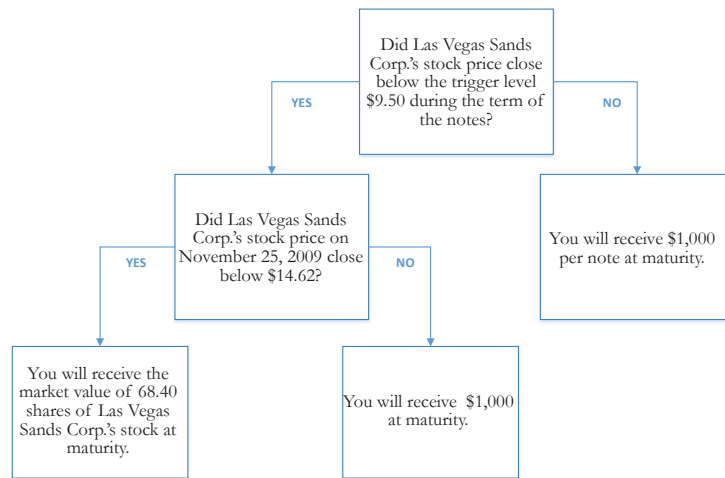 Did Las Vegas Sands
Corp.'s stock price close
below the trigger level
$9.50 during the term of
the notes?
YES
NO
Did Las Vegas Sands
Corp.'s stock price on
November 25, 2009 close
below $14.62?
You will receive $1,000
per note at maturity.
YES
NO
You will receive the
market value of 68.40
shares of Las Vegas
Sands Corp.'s stock at
maturity.
You will receive $1,000
at maturity.